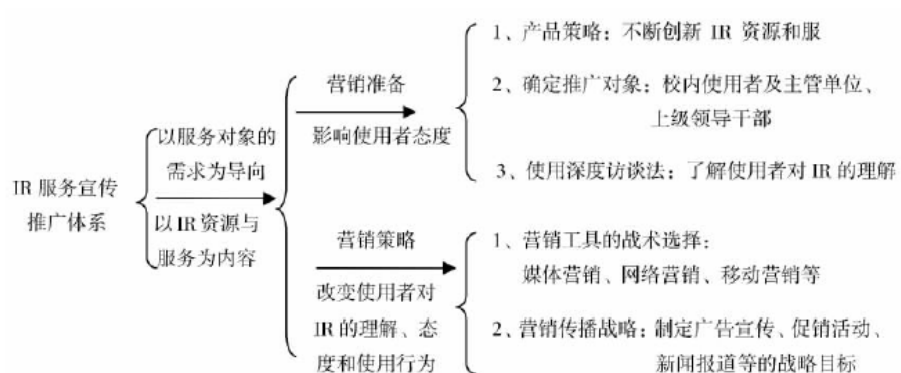 IR 服务宣传
推广体系
以服务对象的
需求为导向
以IR资源与
服务为内容
营销准备
影响使用者态度
1、产品策略：不断创新 IR 资源和服
2、确定推广对象：校内使用者及主管单位、
上级领导干部
3、使用深度访谈法：了解使用者对 IR 的理解
营销策略
改变使用者对
IR 的理解、态
度和使用行为
1、营销工具的战术选择：
媒体营销、网络营销、移动营销等
2、营销传播战略：制定广告宣传、促销活动、
新闻报道等的战略目标